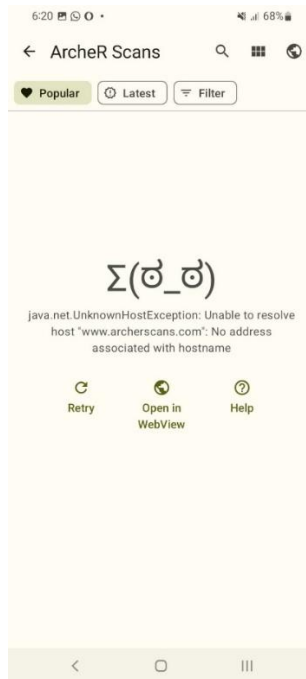 6:20
68%
ArcheR Scans
Popular
Latest
Filter
Σ(ಠ_ಠ)
java.net.UnknownHostException: Unable to resolve
host "www.archerscans.com": No address
associated with hostname
Retry
Open in
WebView
Help